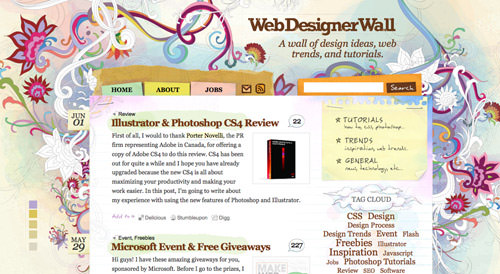 WebDesignerWall
A wall of design ideas, web
trends, and tutorials.
HOME
ABOUT
JOBS
Search
JUN
01
Review
Illustrator & Photoshop CS4 Review
22
First of all, I would to thank Porter Novelli, the PR
firm representing Adobe in Canada, for offering a
copy of Adobe CS4 to do this review. CS4 has been
out for quite a while and I hope you have already
upgraded because the new CS4 is all about
maximizing your productivity and making your
work easier. In this post, I'm going to write about
my experience with using the new features of Photoshop and Illustrator.
Add to » Delicious Stumbleupon Digg
MAY
29
Event, Freebies
Microsoft Event & Free Giveaways
227
Hi guys! I have these amazing giveaways for you,
sponsored by Microsoft. Before I go to the prizes, I
MAKE
TUTORIALS
how to, css, photoshop..
TRENDS
inspiration, web trends..
GENERAL
news, technology, etc..
TAG CLOUD
CSS Design
Design Process
Design Trends Event Flash
Freebies Illustrator
Inspiration Javascript
Jobs Photoshop Tutorials
Review SEO Software